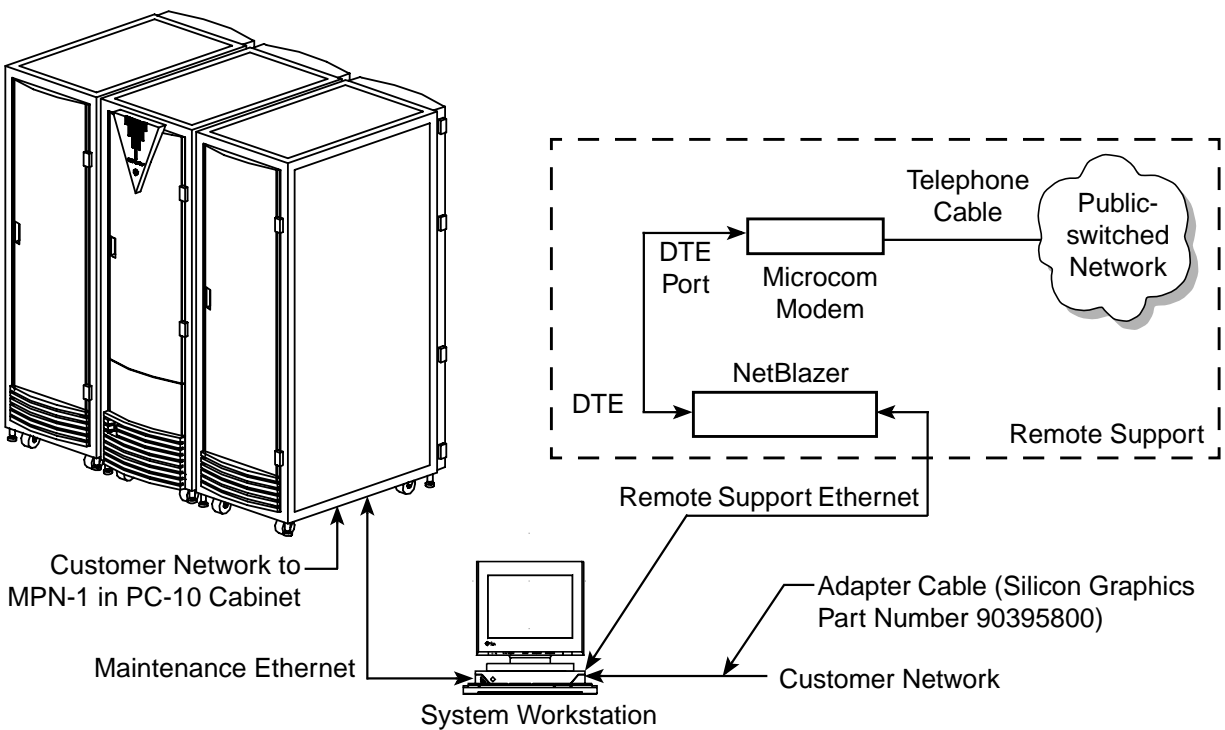 Telephone
Cable
Public-
switched
Network
DTE
Port
Microcom
Modem
NetBlazer
DTE
Remote Support
Remote Support Ethernet
Customer Network to
MPN-1 in PC-10 Cabinet
Adapter Cable (Silicon Graphics
Part Number 90395800)
Maintenance Ethernet
Customer Network
System Workstation